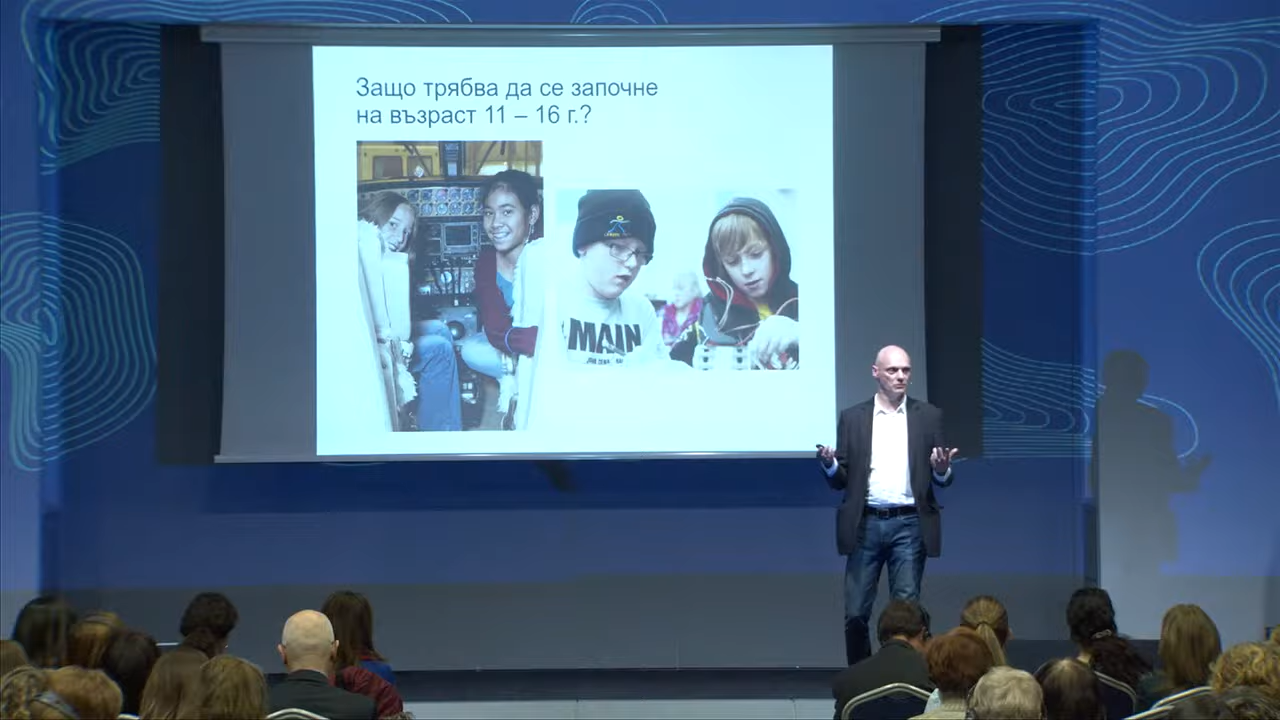 Защо трябва да се започне
на възраст 11 – 16 г.?
MAIN